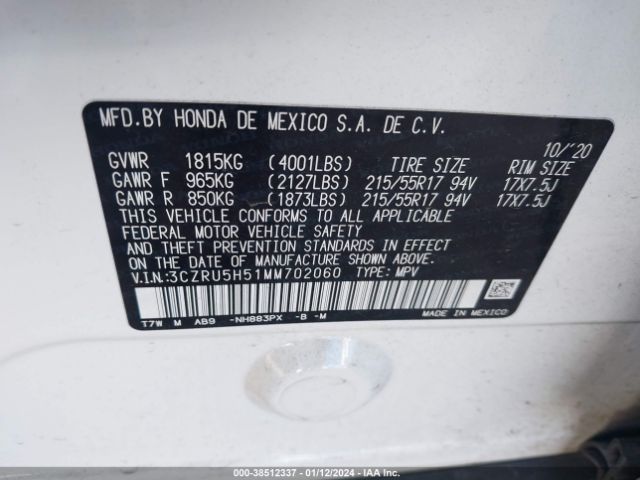 MFD.BY HONDA DE MEXICO S.A. DE C.V.
10/'20
GVWR 1815KG (4001LBS) TIRE SIZE RIM SIZE
GAWR F 965KG (2127LBS) 215/55R17 94V 17X7.5J
GAWR R 850KG (1873LBS) 215/55R17 94V 17X7.5J
THIS VEHICLE CONFORMS TO ALL APPLICABLE
FEDERAL MOTOR VEHICLE SAFETY
AND THEFT PREVENTION STANDARDS IN EFFECT
ON THE DATE OF MANUFACTURE SHOWN ABOVE.
V.I.N.:3CZRU5H51MM702060 TYPE: MPV
T7W M AB9 -NH883PX -B -M
MADE IN MEXICO
000-38512337 - 01/12/2024 - IAAI.com